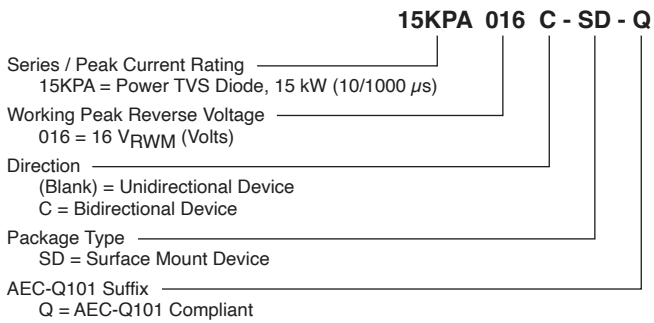 15KPA 016 C - SD - Q
Series / Peak Current Rating
15KPA = Power TVS Diode, 15 kW (10/1000 µs)
Working Peak Reverse Voltage
016 = 16 VRWM (Volts)
Direction
(Blank) = Unidirectional Device
C = Bidirectional Device
Package Type
SD = Surface Mount Device
AEC-Q101 Suffix
Q = AEC-Q101 Compliant